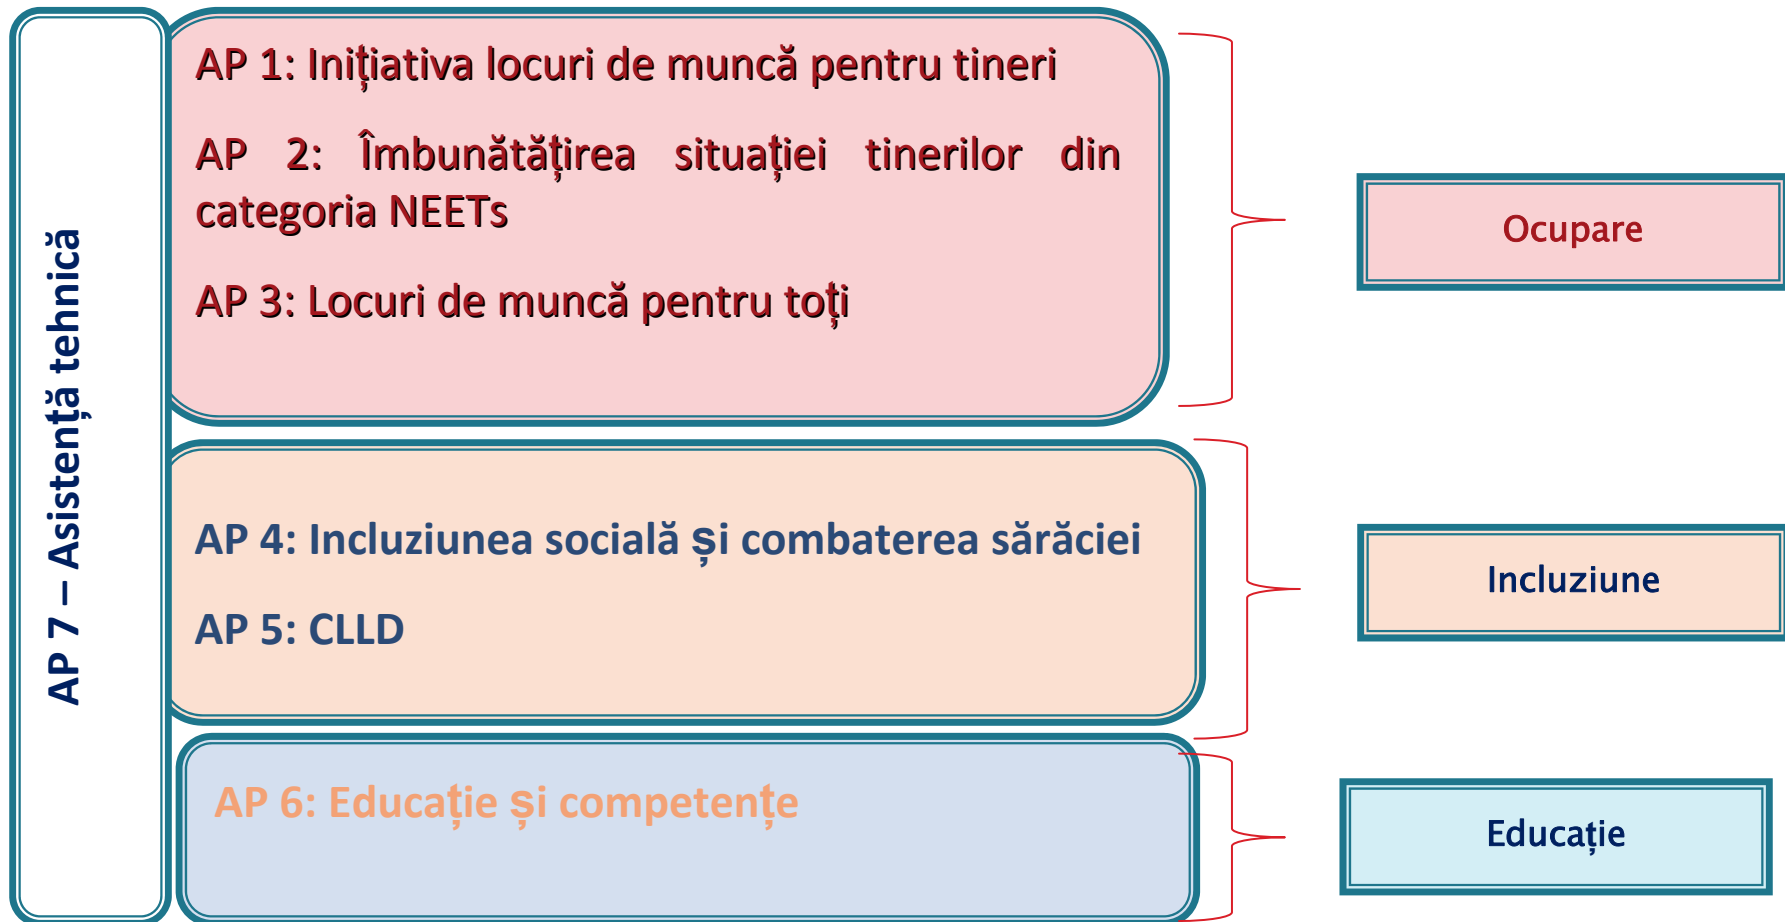 AP 7 – Asistență tehnică
AP 1: Inițiativa locuri de muncă pentru tineri
AP 2: Îmbunătățirea situației tinerilor din
categoria NEETs
AP 3: Locuri de muncă pentru toți
Ocupare
AP 4: Incluziunea socială și combaterea sărăciei
AP 5: CLLD
Incluziune
AP 6: Educație și competențe
Educație